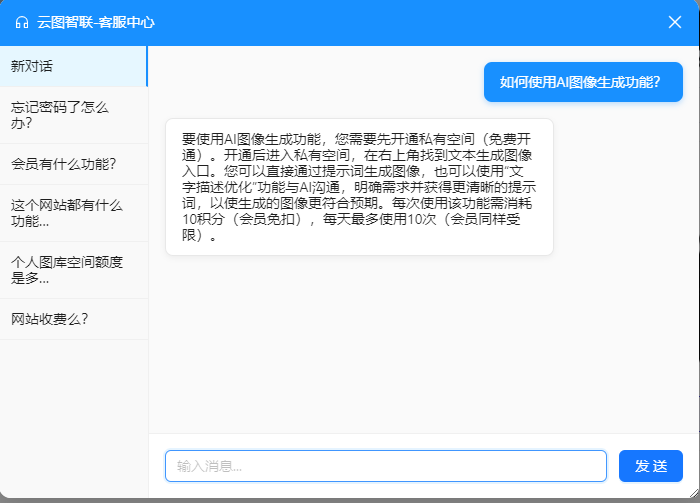 云图智联-客服中心
新对话
忘记密码了怎么
办?
会员有什么功能?
这个网站都有什么
功能...
个人图库空间额度
是多...
网站收费么?
如何使用AI图像生成功能?
要使用AI图像生成功能，您需要先开通私有空间（免费开
通）。开通后进入私有空间，在右上角找到文本生成图像
入口。您可以直接通过提示词生成图像，也可以使用“文
字描述优化”功能与AI沟通，明确需求并获得更清晰的提示
词，以使生成的图像更符合预期。每次使用该功能需消耗
10积分（会员免扣），每天最多使用10次（会员同样受
限）。
输入消息...
发 送